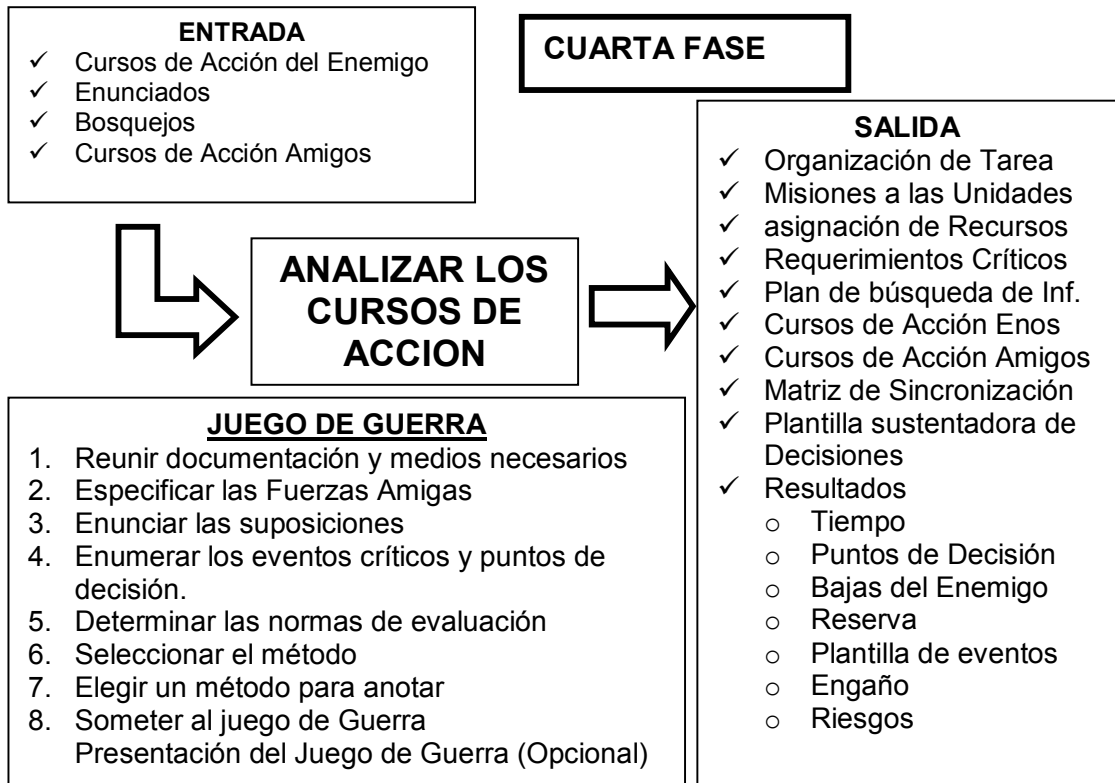 ENTRADA
✓ Cursos de Acción del Enemigo
✓ Enunciados
✓ Bosquejos
✓ Cursos de Acción Amigos
CUARTA FASE
ANALIZAR LOS
CURSOS DE
ACCION
JUEGO DE GUERRA
1. Reunir documentación y medios necesarios
2. Especificar las Fuerzas Amigas
3. Enunciar las suposiciones
4. Enumerar los eventos críticos y puntos de
decisión.
5. Determinar las normas de evaluación
6. Seleccionar el método
7. Elegir un método para anotar
8. Someter al juego de Guerra
Presentación del Juego de Guerra (Opcional)
SALIDA
✓ Organización de Tarea
✓ Misiones a las Unidades
✓ asignación de Recursos
✓ Requerimientos Críticos
✓ Plan de búsqueda de Inf.
✓ Cursos de Acción Enos
✓ Cursos de Acción Amigos
✓ Matriz de Sincronización
✓ Plantilla sustentadora de
Decisiones
✓ Resultados
o Tiempo
o Puntos de Decisión
o Bajas del Enemigo
o Reserva
o Plantilla de eventos
o Engaño
o Riesgos